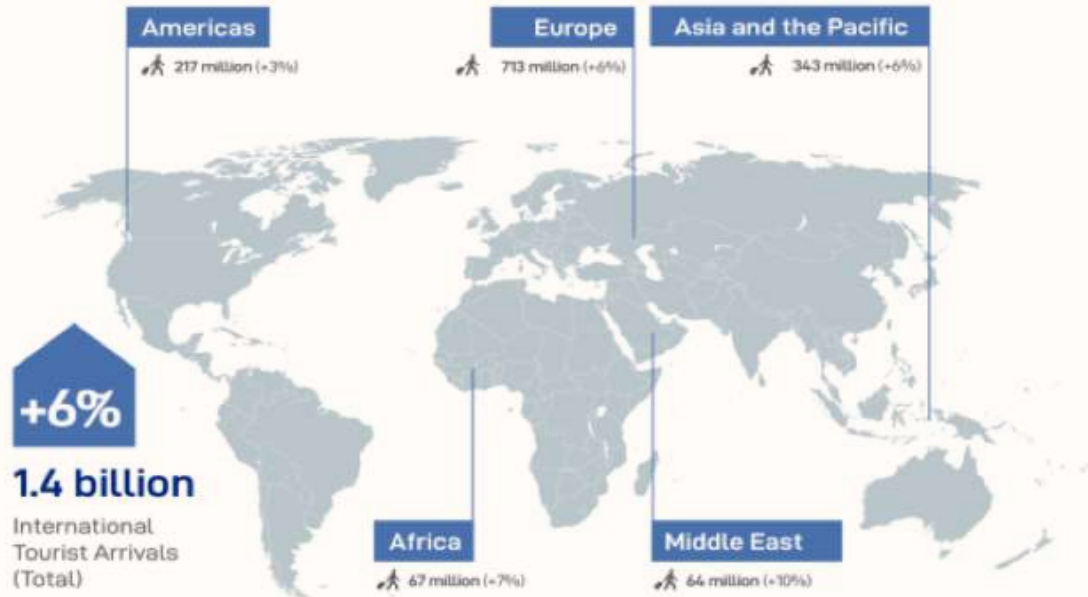 Americas
217 million (+3%)
Europe
713 million (+6%)
Asia and the Pacific
343 million (+6%)
+6%
1.4 billion
International
Tourist Arrivals
(Total)
Africa
67 million (+7%)
Middle East
64 million (+10%)